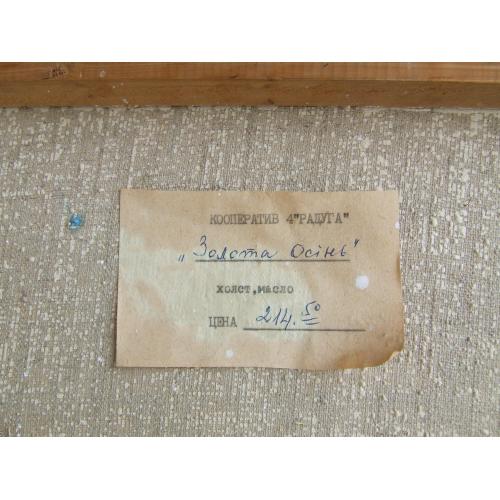 КООПЕРАТИВ 4"РАДУГА"
„Золота Осінь"
холст,масло
ЦЕНА 214.50